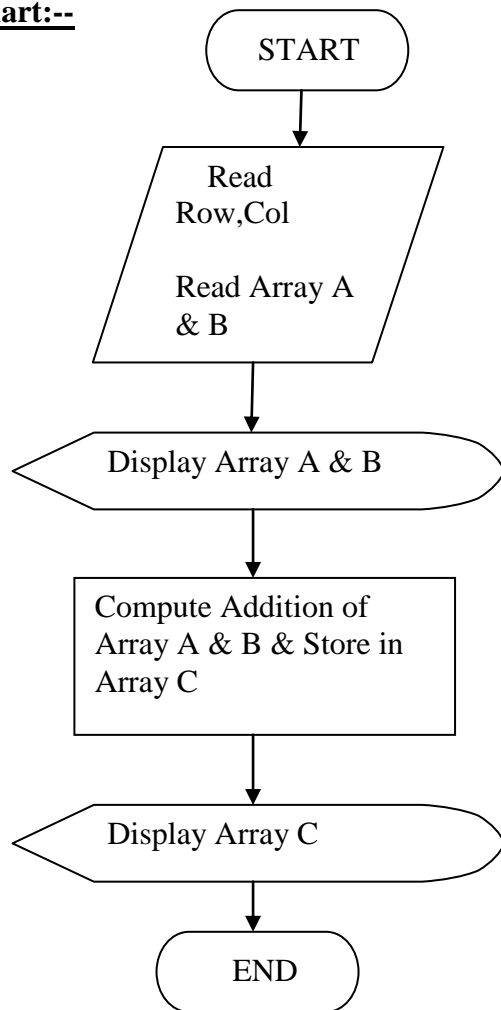 art:--
START
Read
Row,Col
Read Array A
& B
Display Array A & B
Compute Addition of
Array A & B & Store in
Array C
Display Array C
END